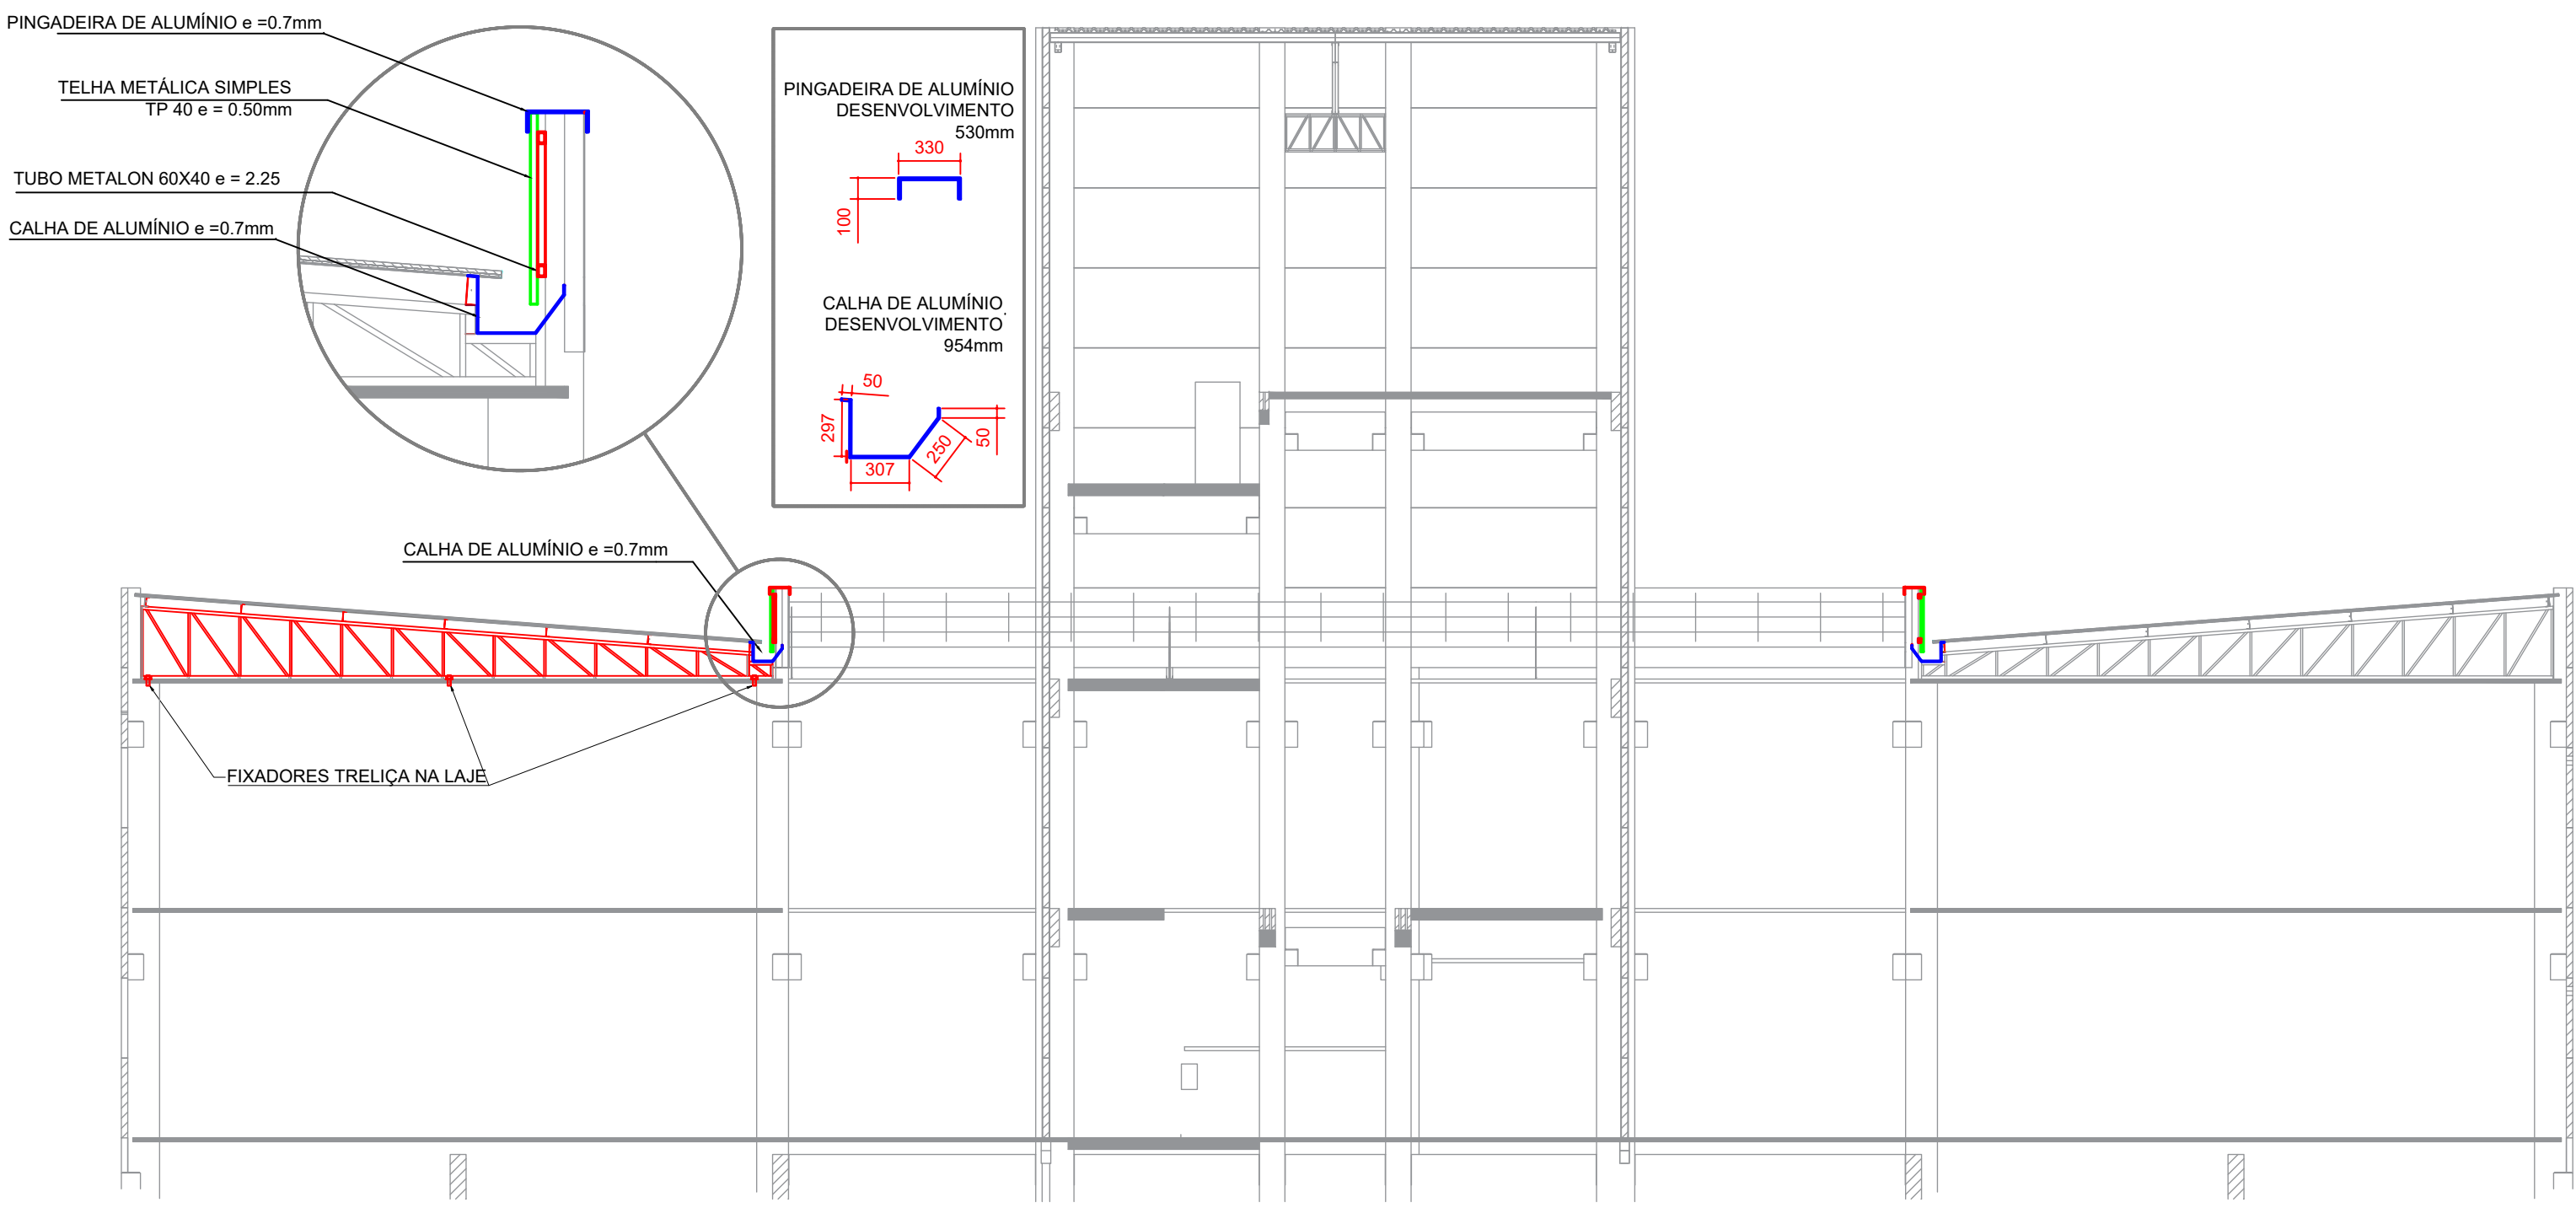 PINGADEIRA DE ALUMÍNIO e =0.7mm
TELHA METÁLICA SIMPLES
TP 40 e = 0.50mm
TUBO METALON 60X40 e = 2.25
CALHA DE ALUMÍNIO e =0.7mm
PINGADEIRA DE ALUMÍNIO
DESENVOLVIMENTO
530mm
330
100
CALHA DE ALUMÍNIO
DESENVOLVIMENTO
954mm
50
297
307
250
50
CALHA DE ALUMÍNIO e =0.7mm
FIXADORES TRELIÇA NA LAJE